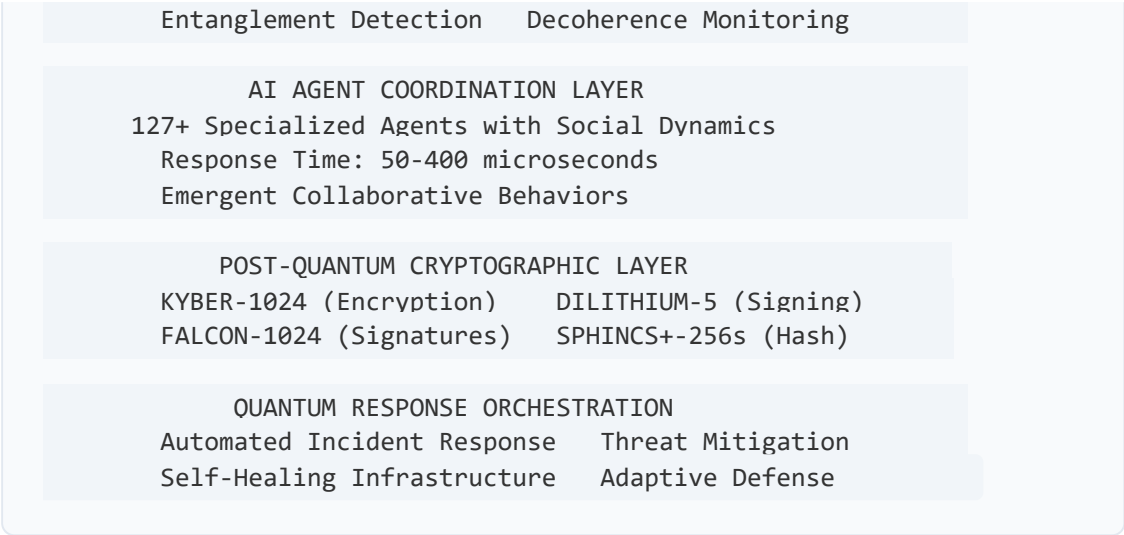 Entanglement Detection Decoherence Monitoring
AI AGENT COORDINATION LAYER
127+ Specialized Agents with Social Dynamics
Response Time: 50-400 microseconds
Emergent Collaborative Behaviors
POST-QUANTUM CRYPTOGRAPHIC LAYER
KYBER-1024 (Encryption) DILITHIUM-5 (Signing)
FALCON-1024 (Signatures) SPHINCS+-256s (Hash)
QUANTUM RESPONSE ORCHESTRATION
Automated Incident Response Threat Mitigation
Self-Healing Infrastructure Adaptive Defense